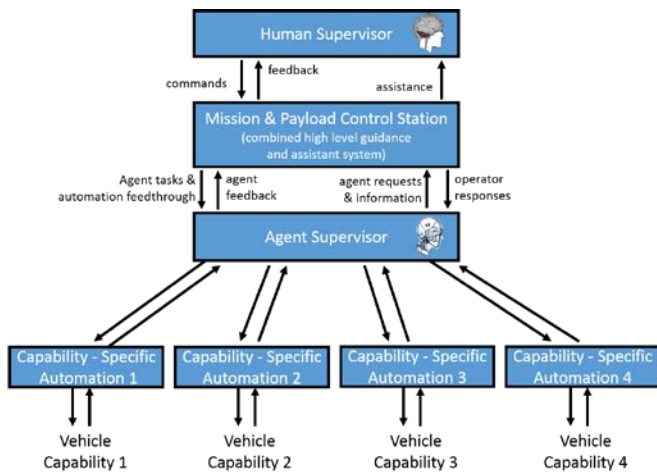 Human Supervisor
commands
feedback
assistance
Mission & Payload Control Station
(combined high level guidance
and assistant system)
Agent tasks &
automation feedthrough
agent
feedback
agent requests
& information
operator
responses
Agent Supervisor
Capability - Specific
Automation 1
Capability - Specific
Automation 2
Capability - Specific
Automation 3
Capability - Specific
Automation 4
Vehicle
Capability 1
Vehicle
Capability 2
Vehicle
Capability 3
Vehicle
Capability 4